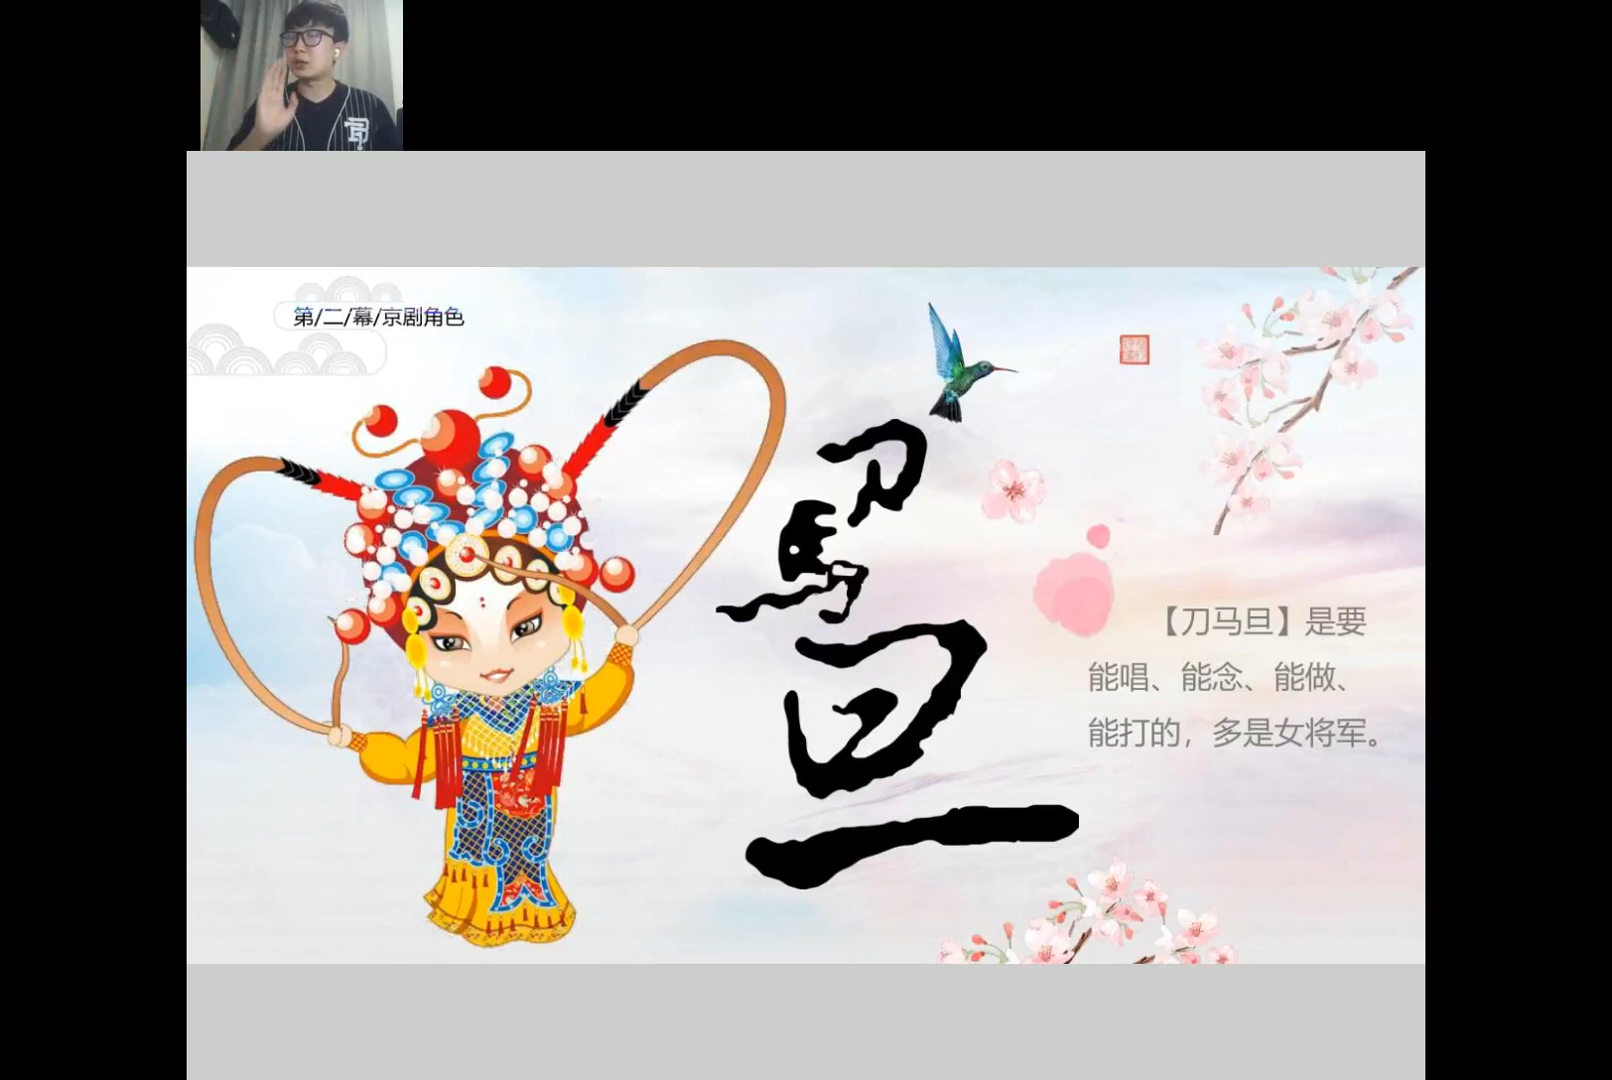 第/二/幕/京剧角色
刀
马
旦
【刀马旦】是要
能唱、能念、能做、
能打的，多是女将军。